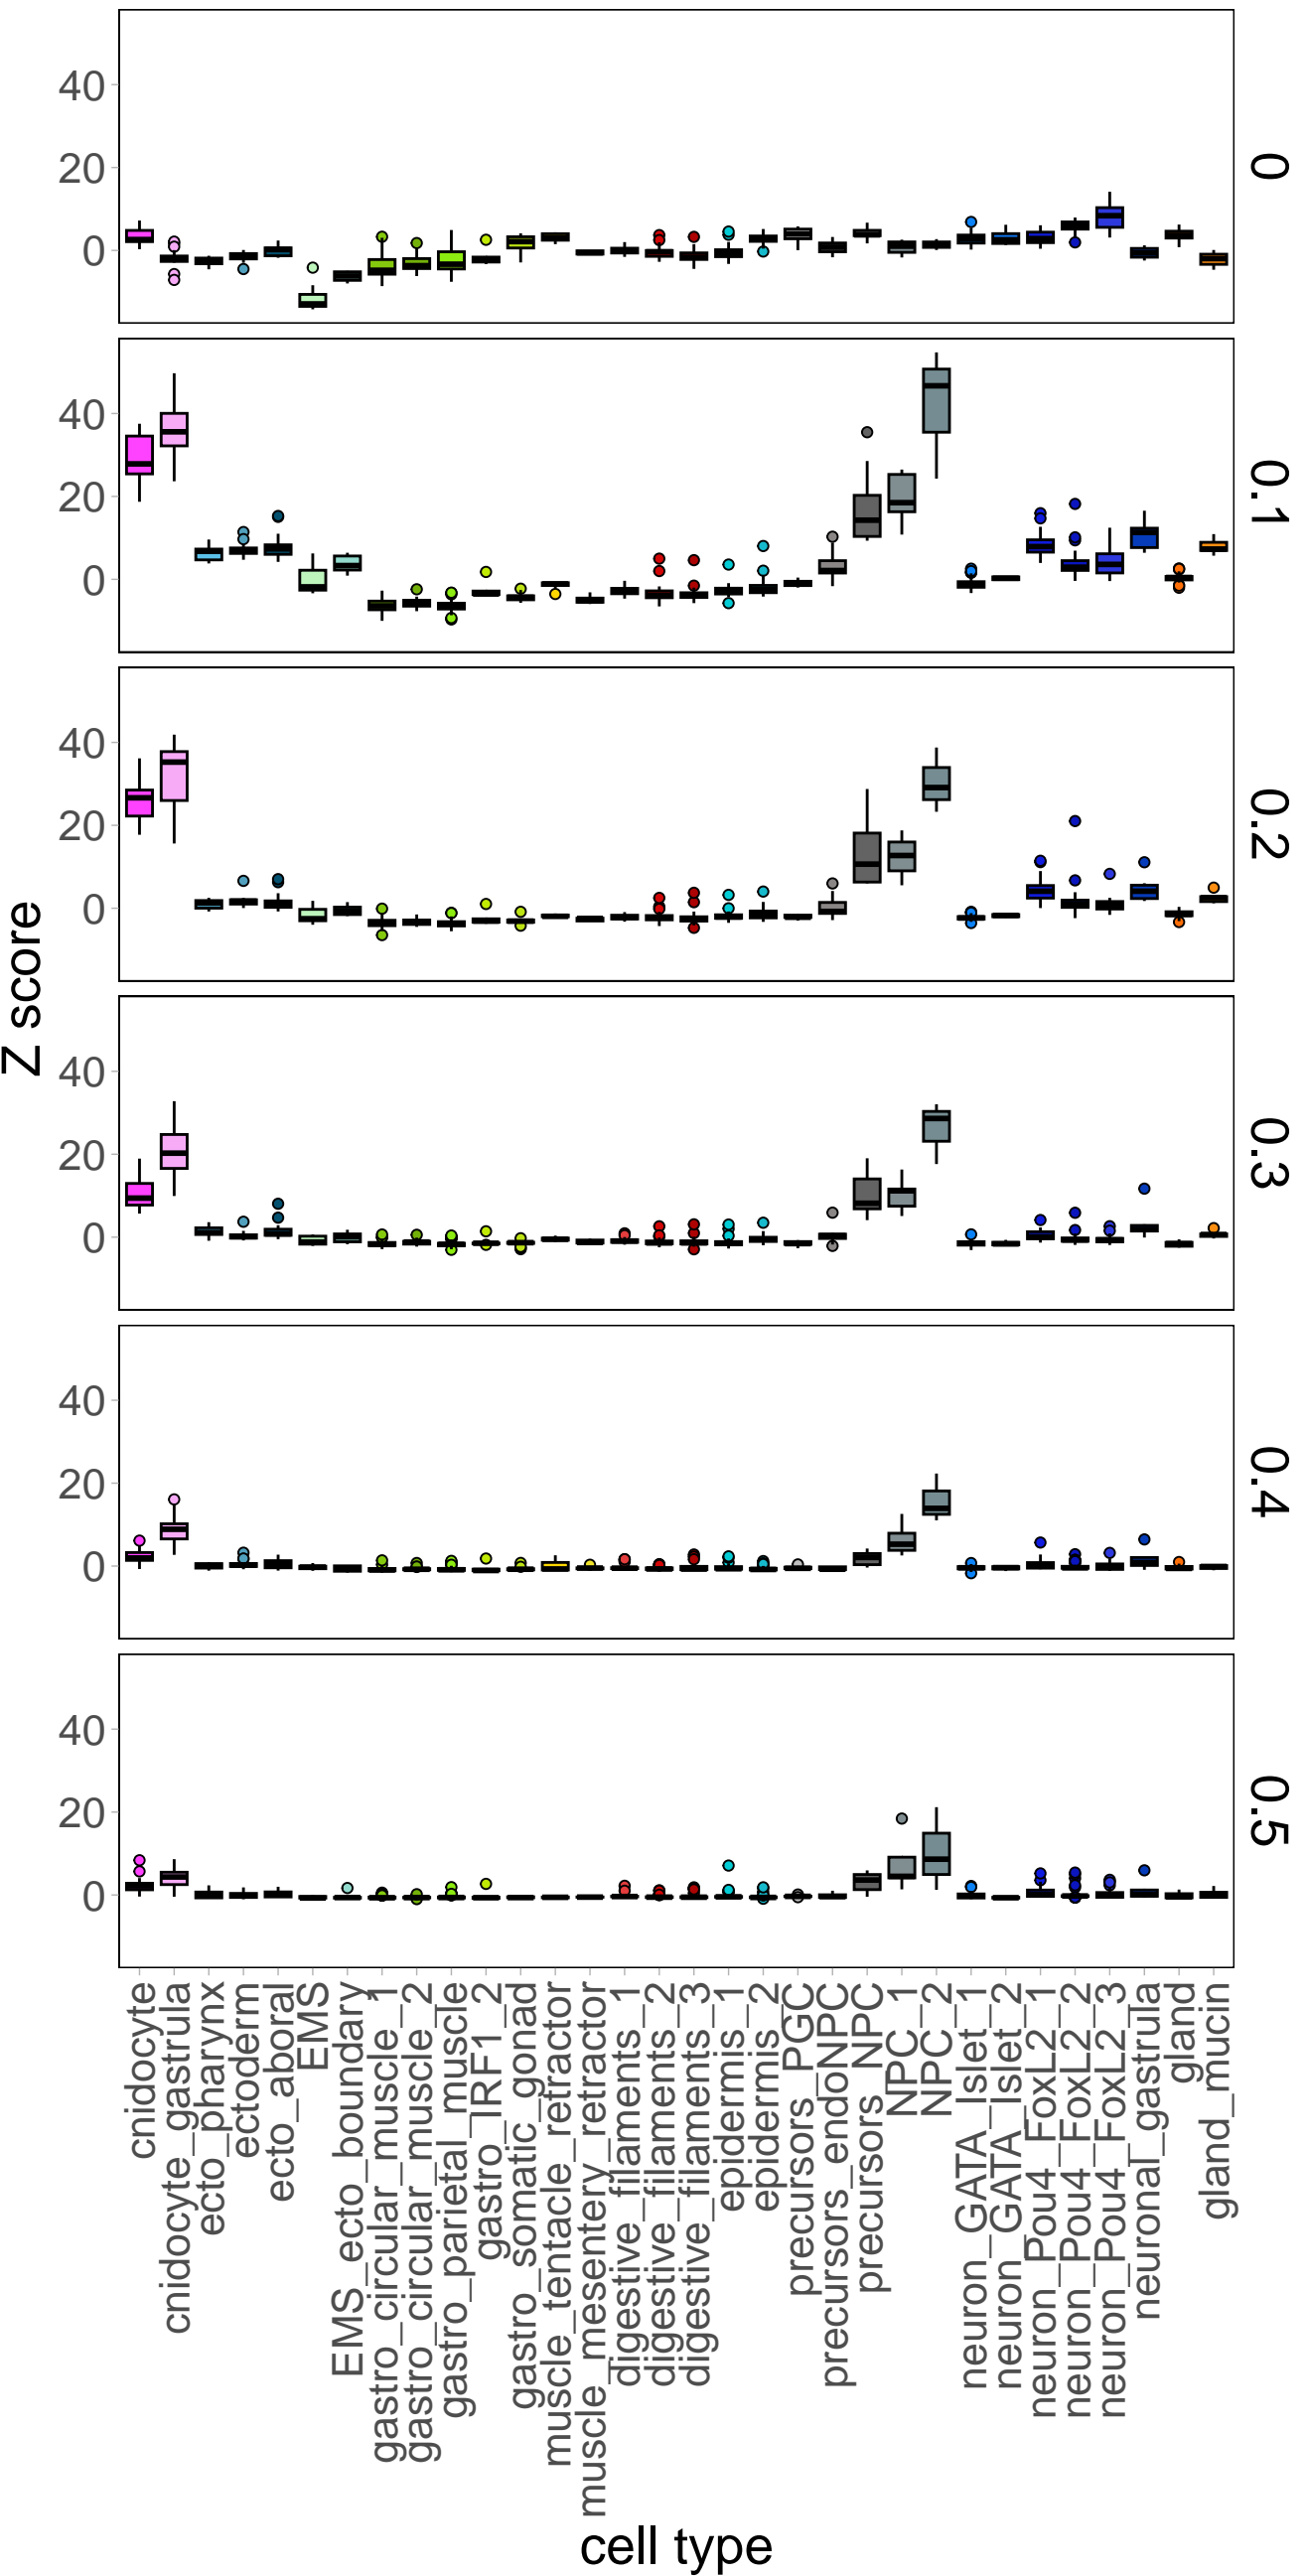 40
20
0
0
40
20
0
0.1
40
20
0
0.2
40
20
0
0.3
40
20
0
0.4
40
20
0
0.5
Z score
cnidocyte
cnidocyte_gastrula
ecto_pharynx
ectoderm
ecto_aboral
EMS
EMS_ecto_boundary
gastro_circular_muscle_1
gastro_circular_muscle_2
gastro_parietal_muscle
gastro_IRF1_2
gastro_somatic_gonad
muscle_tentacle_retractor
muscle_mesentery_retractor
digestive_filaments_1
digestive_filaments_2
digestive_filaments_3
epidermis_1
epidermis_2
precursors_PGC
precursors_endoNPC
precursors_NPC
NPC_1
NPC_2
neuron_GATA_Islet_1
neuron_GATA_Islet_2
neuron_Pou4_FoxL2_1
neuron_Pou4_FoxL2_2
neuron_Pou4_FoxL2_3
neuronal_gastrula
gland
gland_mucin
cell type